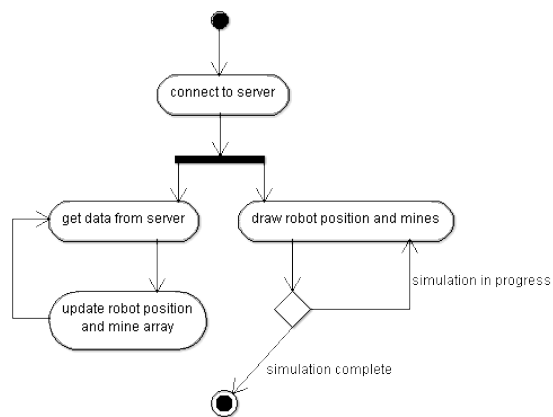 connect to server
get data from server
draw robot position and mines
simulation in progress
update robot position
and mine array
simulation complete